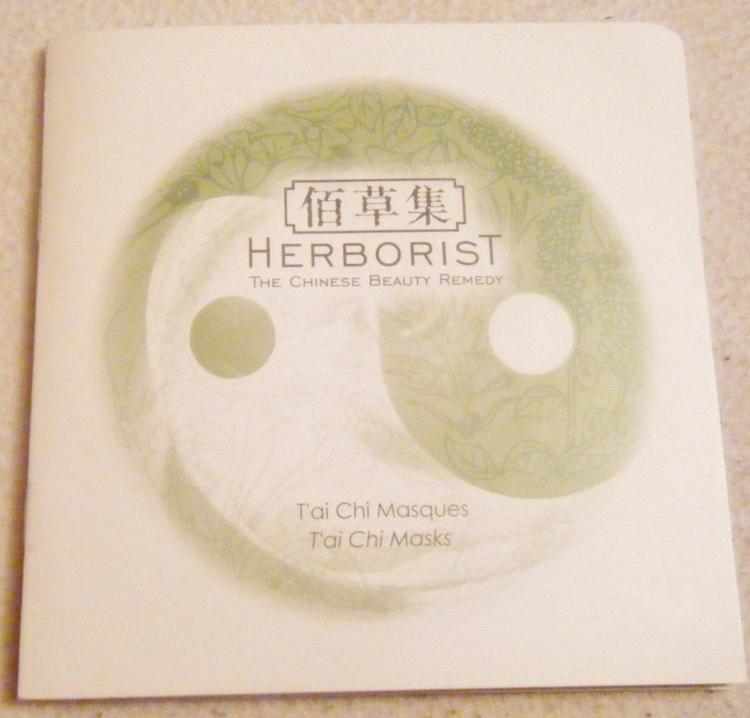 佰草集
HERBORIST
THE CHINESE BEAUTY REMEDY
T'ai Chi Masques
T'ai Chi Masks